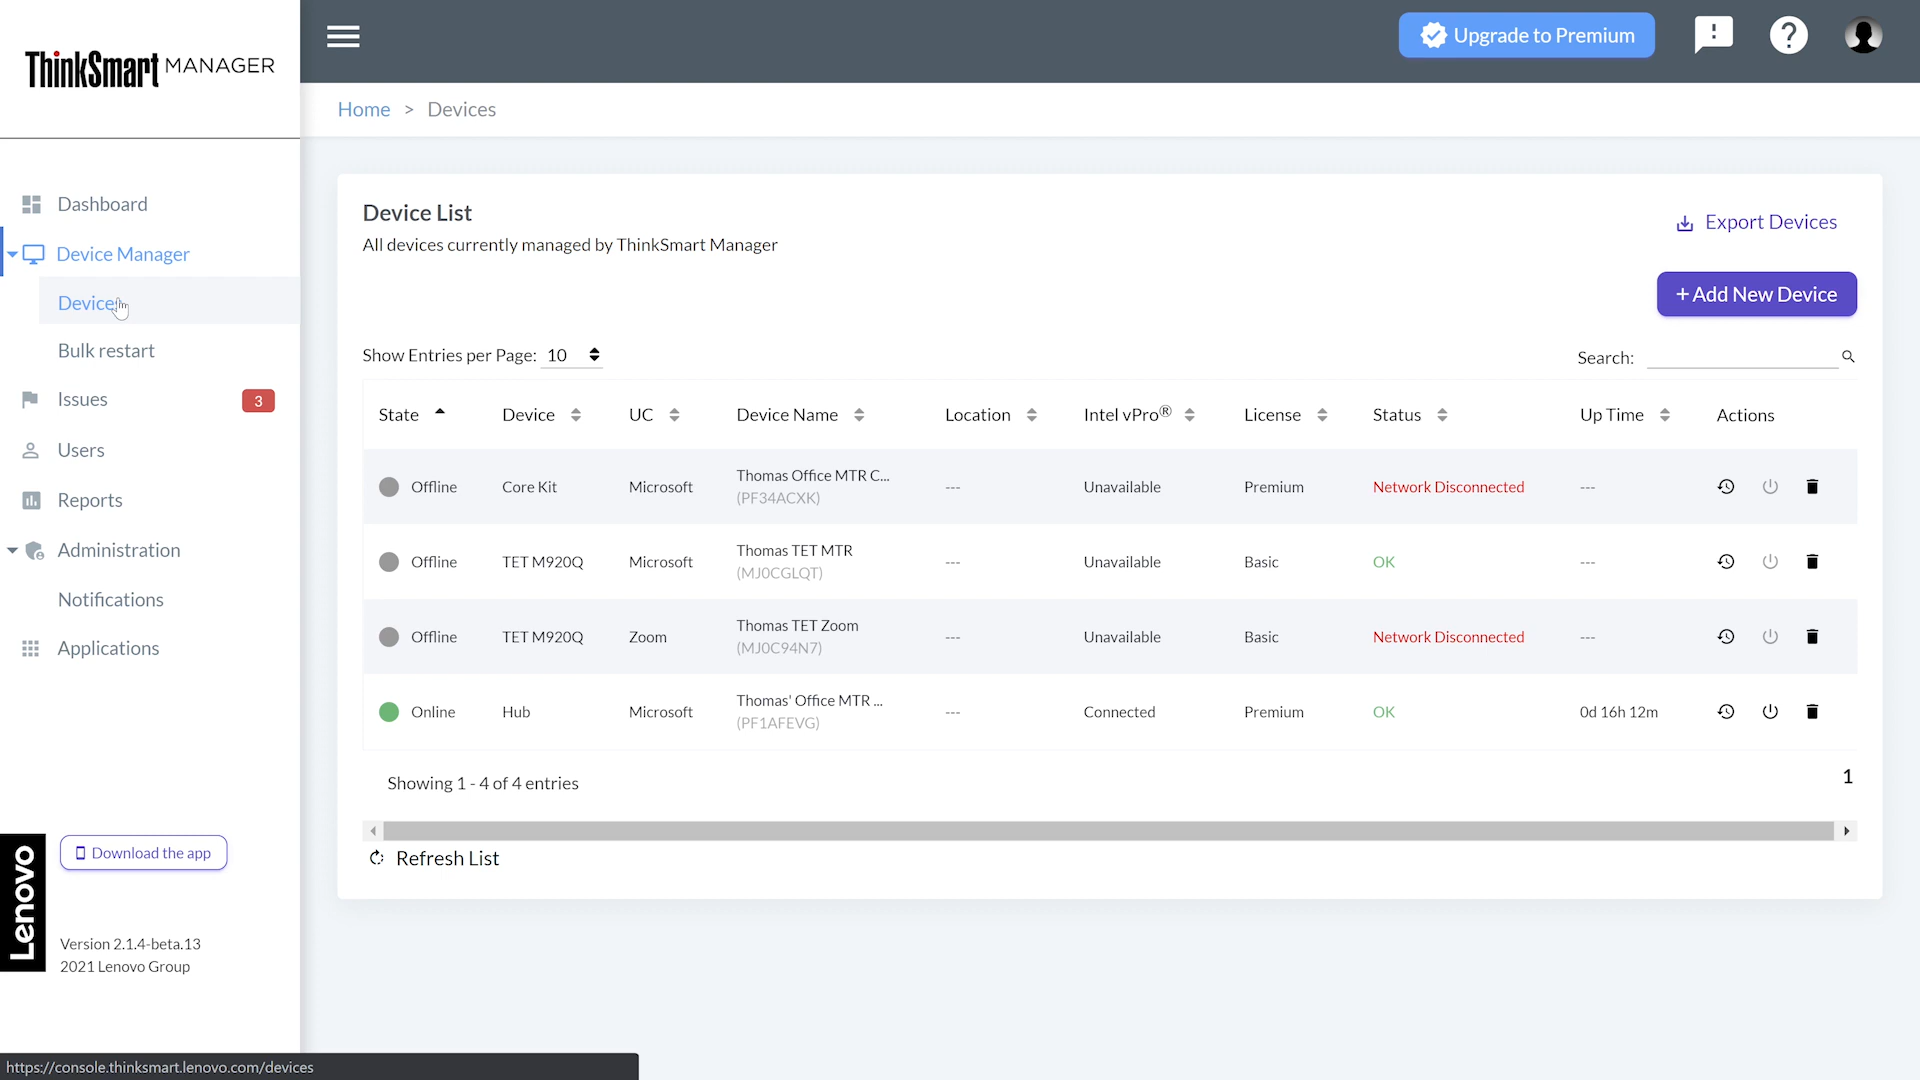 ThinkSmart MANAGER
Upgrade to Premium
Home > Devices
Dashboard
Device Manager
Devices
Bulk restart
Issues 3
Users
Reports
Administration
Notifications
Applications
Download the app
Lenovo
Version 2.1.4-beta.13
2021 Lenovo Group
Device List
All devices currently managed by ThinkSmart Manager
Export Devices
+ Add New Device
Show Entries per Page: 10
Search:
State Device UC Device Name Location Intel vPro® License Status Up Time Actions
Offline Core Kit Microsoft Thomas Office MTR C... --- Unavailable Premium Network Disconnected ---
(PF34ACXK)
Offline TET M920Q Microsoft Thomas TET MTR --- Unavailable Basic OK ---
(MJ0CGLQT)
Offline TET M920Q Zoom Thomas TET Zoom --- Unavailable Basic Network Disconnected ---
(MJ0C94N7)
Online Hub Microsoft Thomas' Office MTR ... --- Connected Premium OK 0d 16h 12m
(PF1AFEVG)
Showing 1 - 4 of 4 entries
1
Refresh List
https://console.thinksmart.lenovo.com/devices